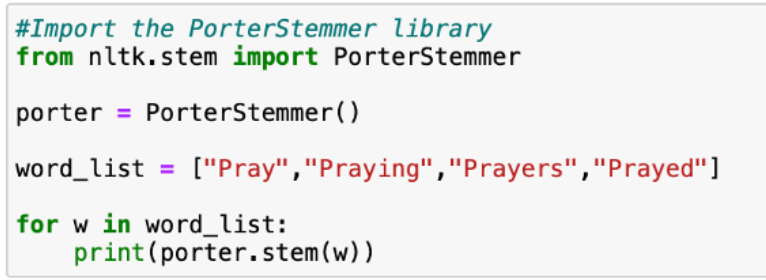 #Import the PorterStemmer library
from nltk.stem import PorterStemmer
porter = PorterStemmer()
word_list = ["Pray","Praying","Prayers","Prayed"]
for w in word_list:
    print(porter.stem(w))